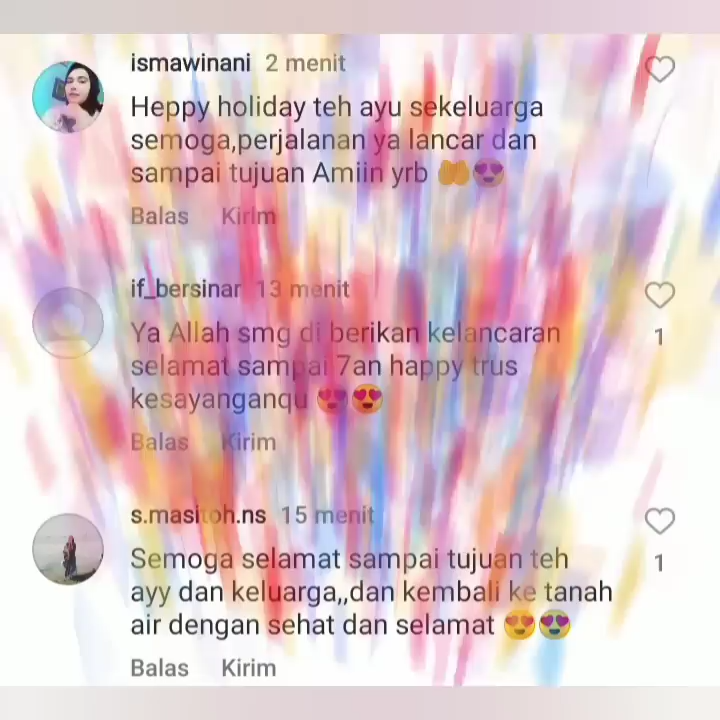 ismawinani 2 menit
Heppy holiday teh ayu sekeluarga
semoga,perjalanan ya lancar dan
sampai tujuan Amiin yrb 🤲😍
Balas Kirim
if_bersinar 13 menit
Ya Allah smg di berikan kelancaran
selamat sampai 7an happy trus
kesayanganqu 😍😍
1
Balas Kirim
s.masitoh.ns 15 menit
Semoga selamat sampai tujuan teh
ayy dan keluarga,,dan kembali ke tanah
air dengan sehat dan selamat 😍😍
1
Balas Kirim